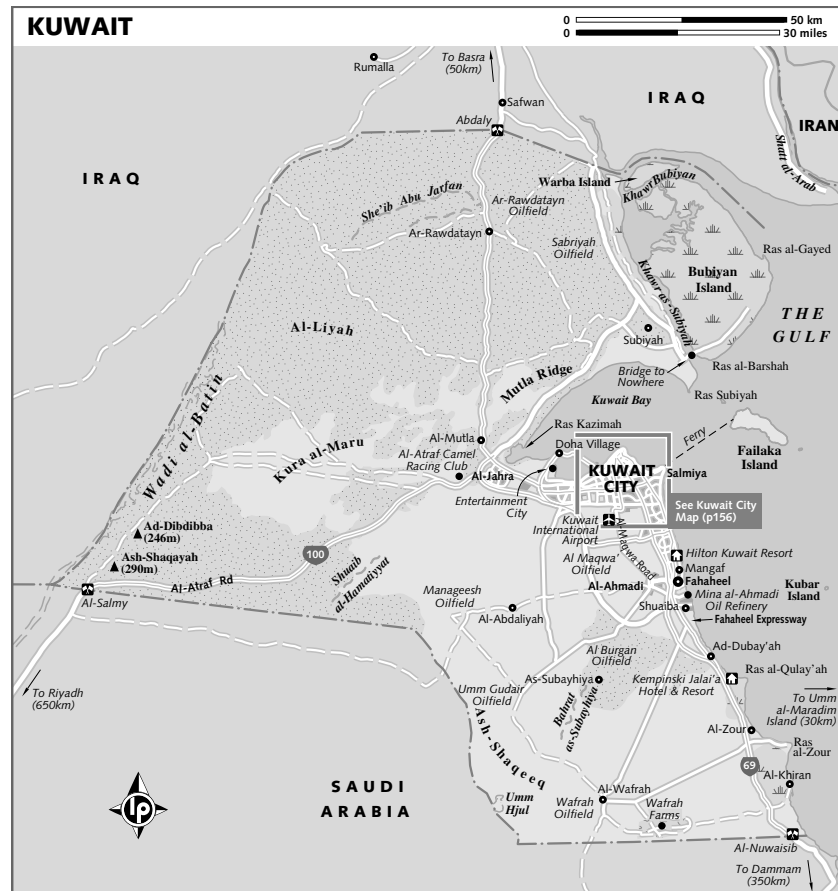 KUWAIT
0 50 km
0 30 miles
To Basra
(50km)
Rumalla
Safwan
Abdaly
IRAQ
IRAN
Shatt al-Arab
IRAQ
Warba Island
Khawr Bubiyan
She'ib Abu Jarfan
Ar-Rawdatayn
Oilfield
Ar-Rawdatayn
Sabriyah
Oilfield
Ras al-Gayed
Bubiyan
Island
Khawr as-Subiyah
THE
GULF
Al-Liyah
Subiyah
Mutla Ridge
Bridge to
Nowhere
Ras al-Barshah
Ras Subiyah
Kuwait Bay
Wadi al-Batin
Kura al-Maru
Ras Kazimah
Ferry
Failaka
Island
Al-Mutla
Doha Village
Al-Atraf Camel
Racing Club
Al-Jahra
KUWAIT
CITY
Salmiya
Entertainment
City
See Kuwait City
Map (p156)
Kuwait
International
Airport
Al-Maqwa Road
Ad-Dibdibba
(246m)
Ash-Shaqayah
(290m)
100
Al-Atraf Rd
Shuaib
al-Hamaliyyat
Al-Salmy
Al Maqwa
Oilfield
Hilton Kuwait Resort
Mangaf
Fahaheel
Kubar
Island
Al-Ahmadi
Mina al-Ahmadi
Oil Refinery
Shuaiba
Fahaheel Expressway
Manageesh
Oilfield
Al-Abdaliyah
Ad-Dubay'ah
Al Burgan
Oilfield
Ras al-Qulay'ah
As-Subayhiya
Kempinski Jalai'a
Hotel & Resort
Umm Gudair
Oilfield
Bahrat
as-Subayhiya
To Umm
al-Maradim
Island (30km)
To Riyadh
(650km)
Ash-Shaqeeq
Al-Zour
Ras
al-Zour
69
Al-Khiran
SAUDI
ARABIA
Umm
Hjul
Al-Wafrah
Wafrah
Oilfield
Wafrah
Farms
Al-Nuwaisib
To Dammam
(350km)
lp